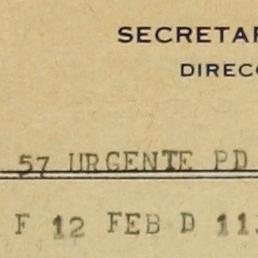 SECRETAR
DIREC
57 URGENTE PD
F 12 FEB D 11